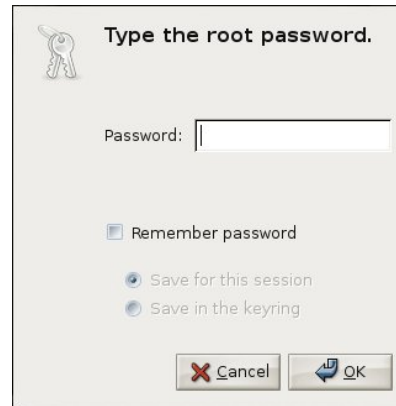 Type the root password.
Password:
Remember password
Save for this session
Save in the keyring
Cancel OK